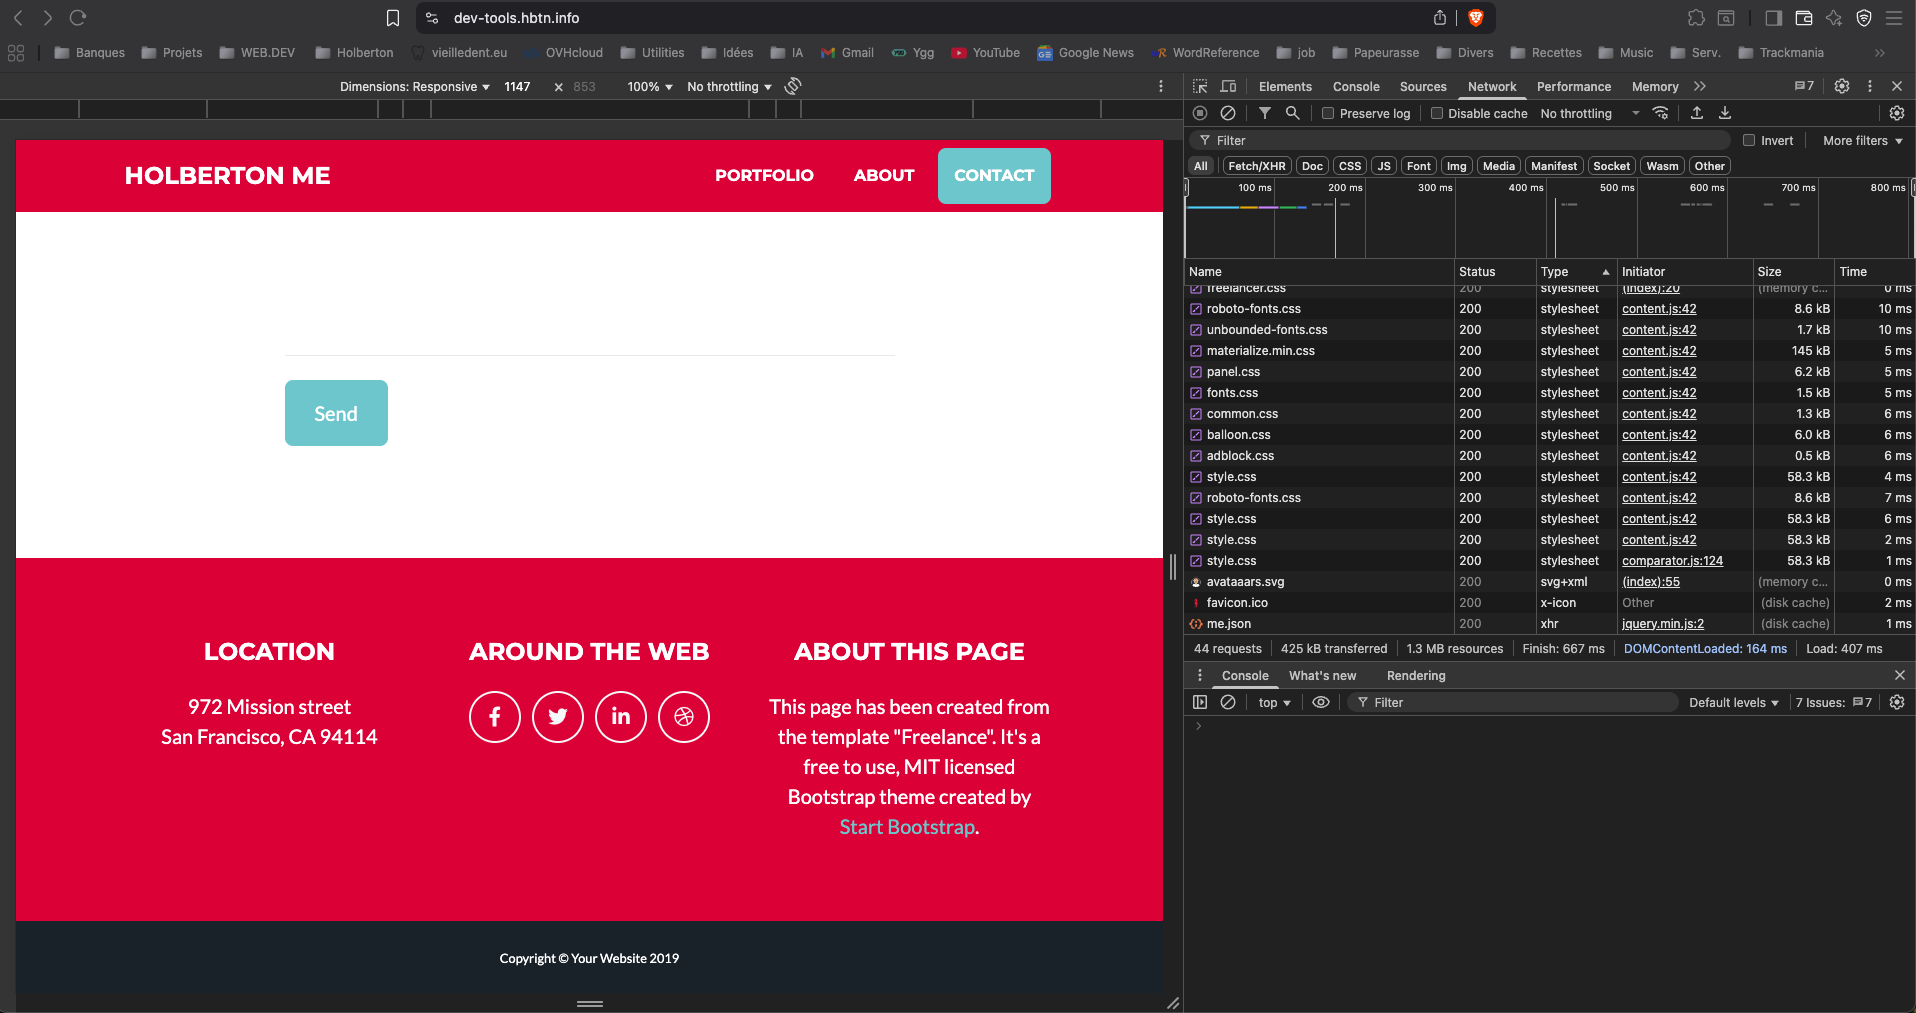 dev-tools.hbtn.info
Banques Projets WEB.DEV Holberton vieilledent.eu OVHcloud Utilities Idées IA Gmail Ygg YouTube Google News WordReference job Papeurasse Divers Recettes Music Serv. Trackmania
Dimensions: Responsive 1147 × 853 100% No throttling
Elements Console Sources Network Performance Memory 7
Preserve log Disable cache No throttling
Filter Invert More filters
All Fetch/XHR Doc CSS JS Font Img Media Manifest Socket Wasm Other
100 ms 200 ms 300 ms 400 ms 500 ms 600 ms 700 ms 800 ms
HOLBERTON ME PORTFOLIO ABOUT CONTACT
Send
LOCATION
972 Mission street
San Francisco, CA 94114
AROUND THE WEB
ABOUT THIS PAGE
This page has been created from
the template "Freelance". It's a
free to use, MIT licensed
Bootstrap theme created by
Start Bootstrap.
Copyright © Your Website 2019
Name Status Type Initiator Size Time
freelancer.css 200 stylesheet (index):20 (memory c... 0 ms
roboto-fonts.css 200 stylesheet content.js:42 8.6 kB 10 ms
unbounded-fonts.css 200 stylesheet content.js:42 1.7 kB 10 ms
materialize.min.css 200 stylesheet content.js:42 145 kB 5 ms
panel.css 200 stylesheet content.js:42 6.2 kB 5 ms
fonts.css 200 stylesheet content.js:42 1.5 kB 5 ms
common.css 200 stylesheet content.js:42 1.3 kB 6 ms
balloon.css 200 stylesheet content.js:42 6.0 kB 6 ms
adblock.css 200 stylesheet content.js:42 0.5 kB 6 ms
style.css 200 stylesheet content.js:42 58.3 kB 4 ms
roboto-fonts.css 200 stylesheet content.js:42 8.6 kB 7 ms
style.css 200 stylesheet content.js:42 58.3 kB 6 ms
style.css 200 stylesheet content.js:42 58.3 kB 2 ms
style.css 200 stylesheet comparator.js:124 58.3 kB 1 ms
avataaars.svg 200 svg+xml (index):55 (memory c... 0 ms
favicon.ico 200 x-icon Other (disk cache) 2 ms
me.json 200 xhr jquery.min.js:2 (disk cache) 1 ms
44 requests 425 kB transferred 1.3 MB resources Finish: 667 ms DOMContentLoaded: 164 ms Load: 407 ms
Console What's new Rendering
top Filter Default levels 7 Issues: 7